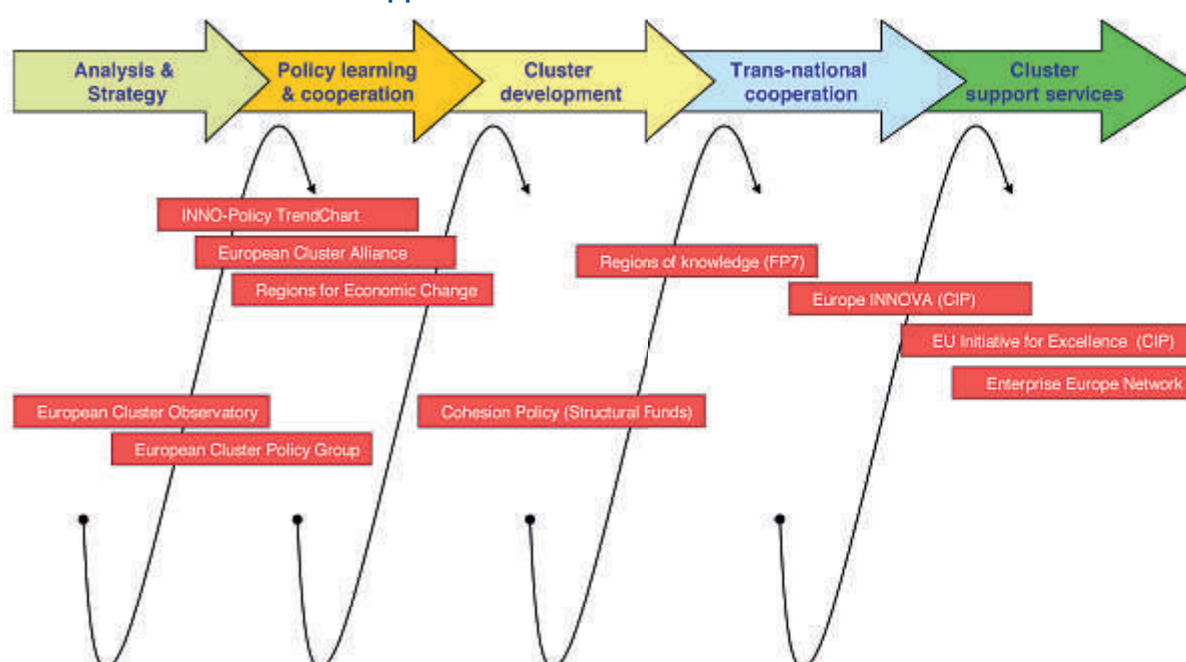 Analysis &
Strategy
Policy learning
& cooperation
Cluster
development
Trans-national
cooperation
Cluster
support services
INNO-Policy TrendChart
European Cluster Alliance
Regions for Economic Change
Regions of knowledge (FP7)
Europe INNOVA (CIP)
EU Initiative for Excellence (CIP)
Enterprise Europe Network
European Cluster Observatory
Cohesion Policy (Structural Funds)
European Cluster Policy Group